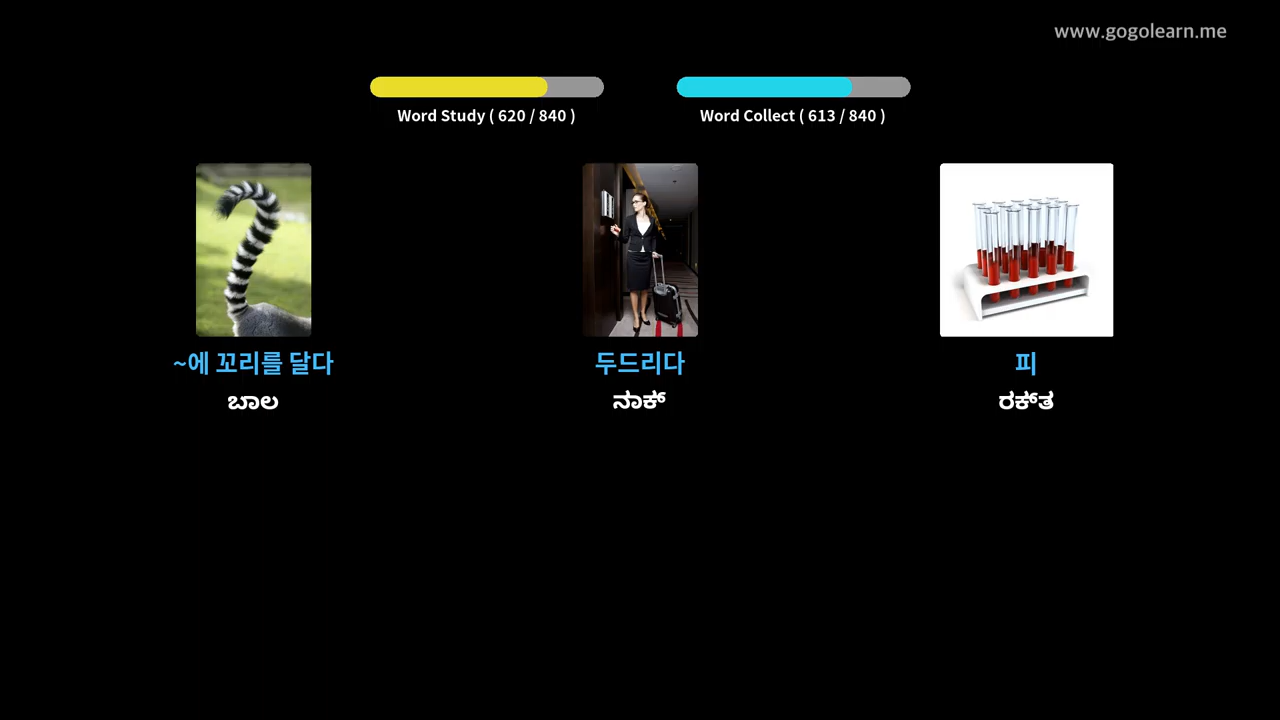 www.gogolearn.me
Word Study ( 620 / 840 )
Word Collect ( 613 / 840 )
~에 꼬리를 달다
두드리다
피
ಬಾಲ
ನಾಕ್
ರಕ್‌ತ